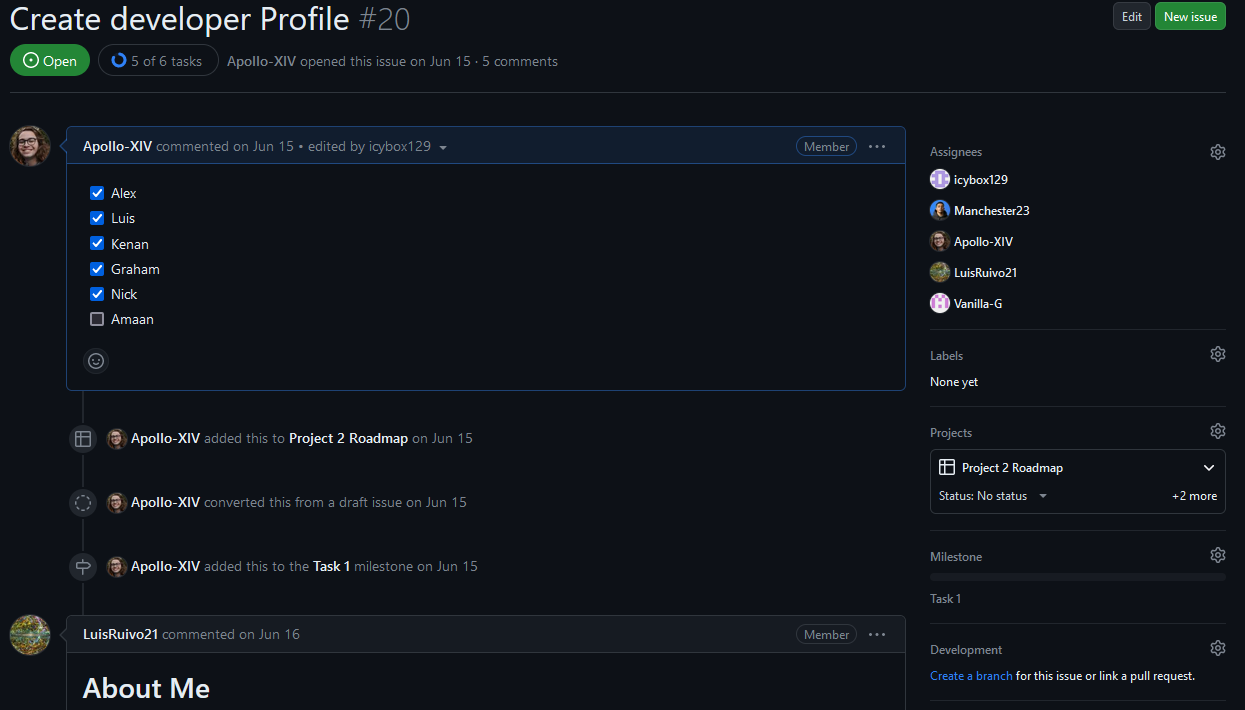 Create developer Profile #20
Edit
New issue
Open
5 of 6 tasks
Apollo-XIV opened this issue on Jun 15 · 5 comments
Apollo-XIV commented on Jun 15 • edited by icybox129
Member
Alex
Luis
Kenan
Graham
Nick
Amaan
Apollo-XIV added this to Project 2 Roadmap on Jun 15
Apollo-XIV converted this from a draft issue on Jun 15
Apollo-XIV added this to the Task 1 milestone on Jun 15
LuisRuivo21 commented on Jun 16
Member
About Me
Assignees
icybox129
Manchester23
Apollo-XIV
LuisRuivo21
Vanilla-G
Labels
None yet
Projects
Project 2 Roadmap
Status: No status
+2 more
Milestone
Task 1
Development
Create a branch for this issue or link a pull request.